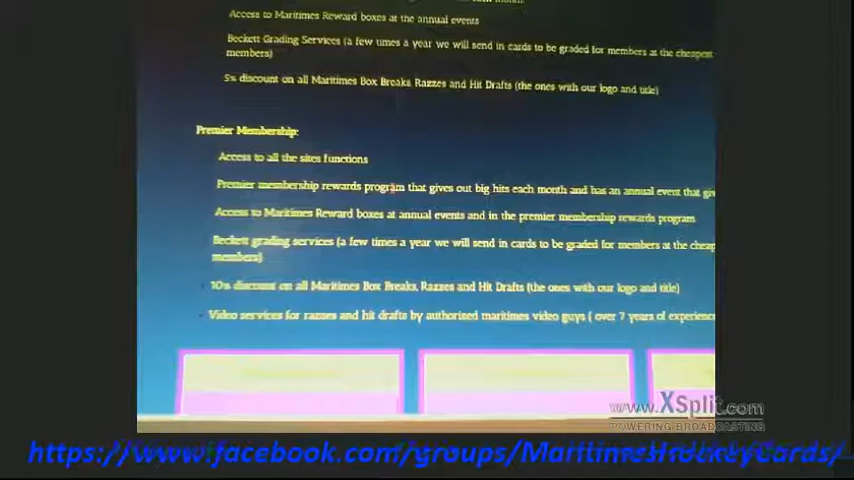 Access to Maritimes Reward boxes at the annual events
Beckett Grading Services (a few times a year we will send in cards to be graded for members at the cheapest
members)
5% discount on all Maritimes Box Breaks Razzes and Hit Drafts (the ones with our logo and title)
Premier Membership:
Access to all the sites functions
Premier membership rewards program that gives out big hits each month and has an annual event that
Access to Maritimes Reward boxes at annual events and in the premier membership rewards program
Beckett grading services (a few times a year we will send in cards to be graded for members at the cheap
members)
10% discount on all Maritimes Box Breaks, Razzes and Hit Drafts (the ones with our logo and title)
Video services for razzes and hit drafts by authorized maritimes video guys ( over 7 years of experience
www.XSplit.com
POWERING BROADCASTING
https://www.facebook.com/groups/MaritimesHockeyCards/